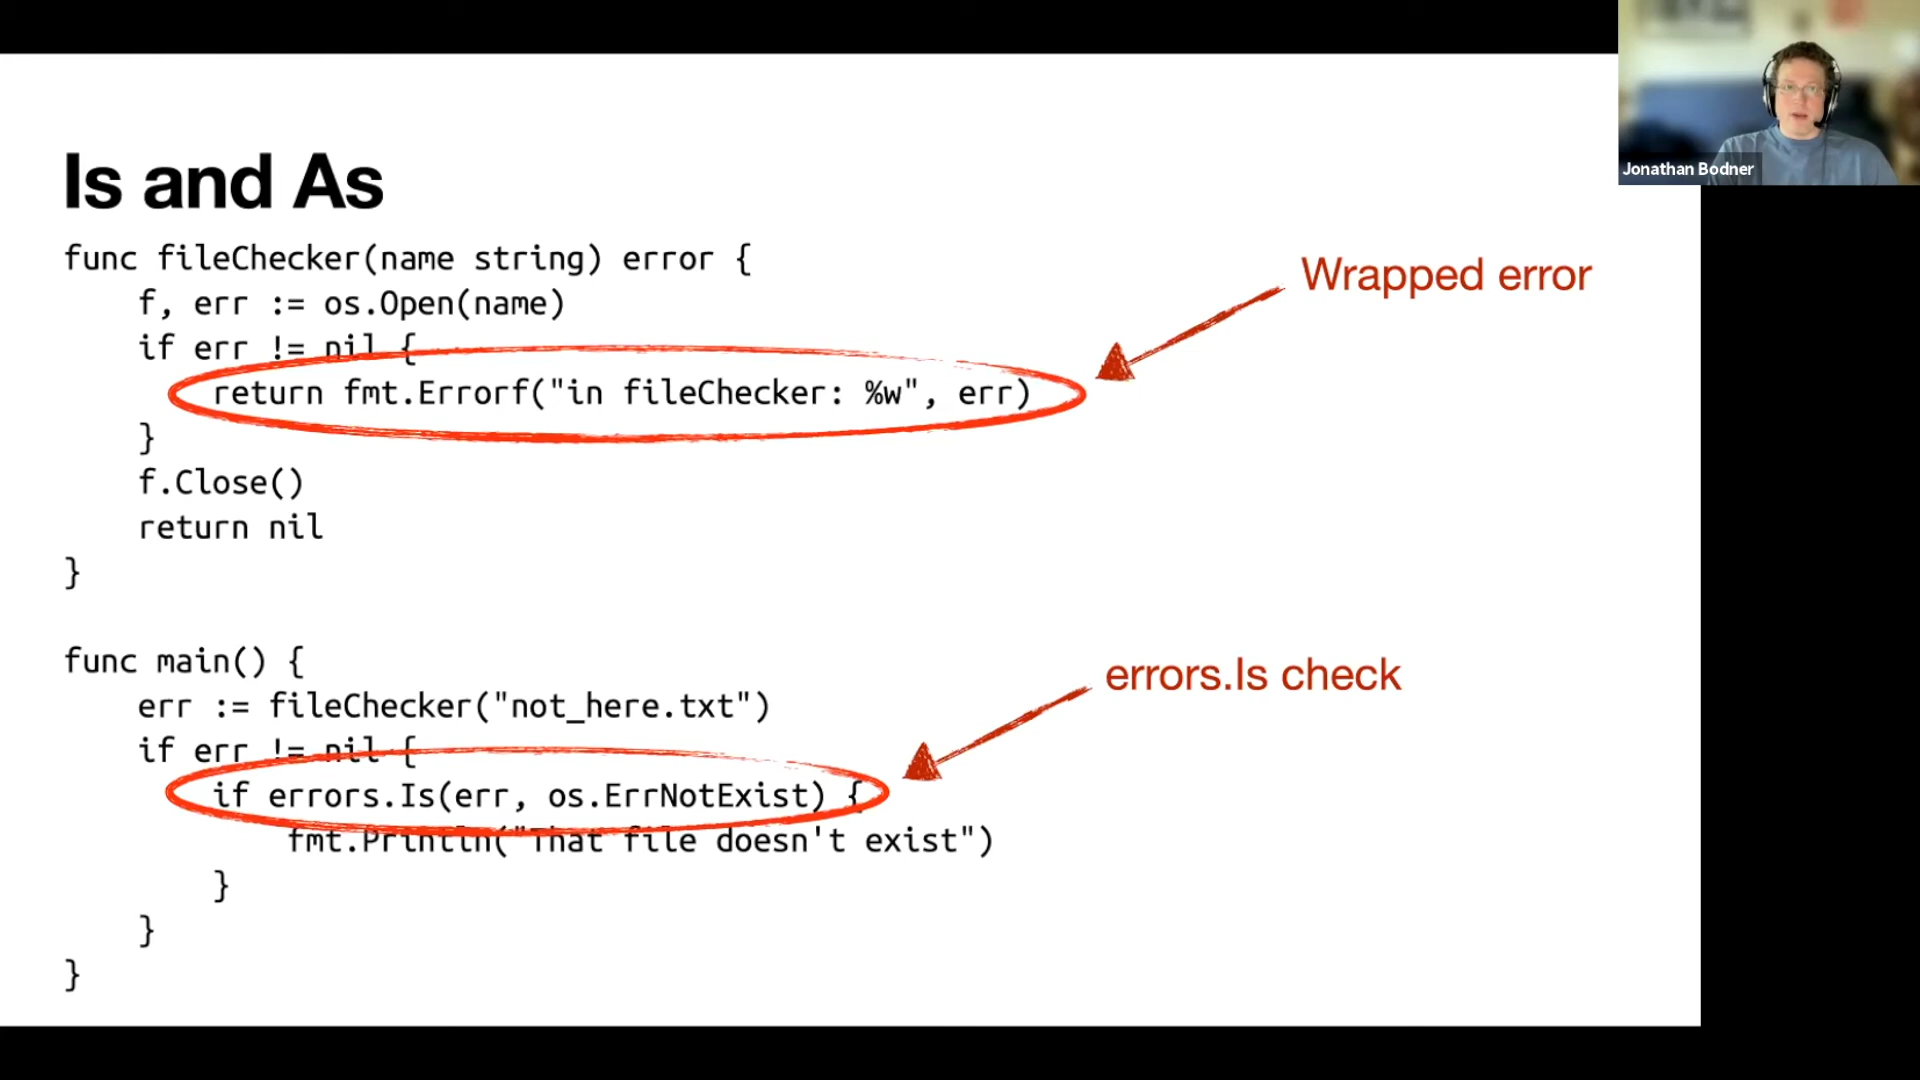 Jonathan Bodner
Is and As
func fileChecker(name string) error {
    f, err := os.Open(name)
    if err != nil {
        return fmt.Errorf("in fileChecker: %w", err)
    }
    f.Close()
    return nil
}
Wrapped error
func main() {
    err := fileChecker("not_here.txt")
    if err != nil {
        if errors.Is(err, os.ErrNotExist) {
            fmt.Println("That file doesn't exist")
        }
    }
}
errors.Is check